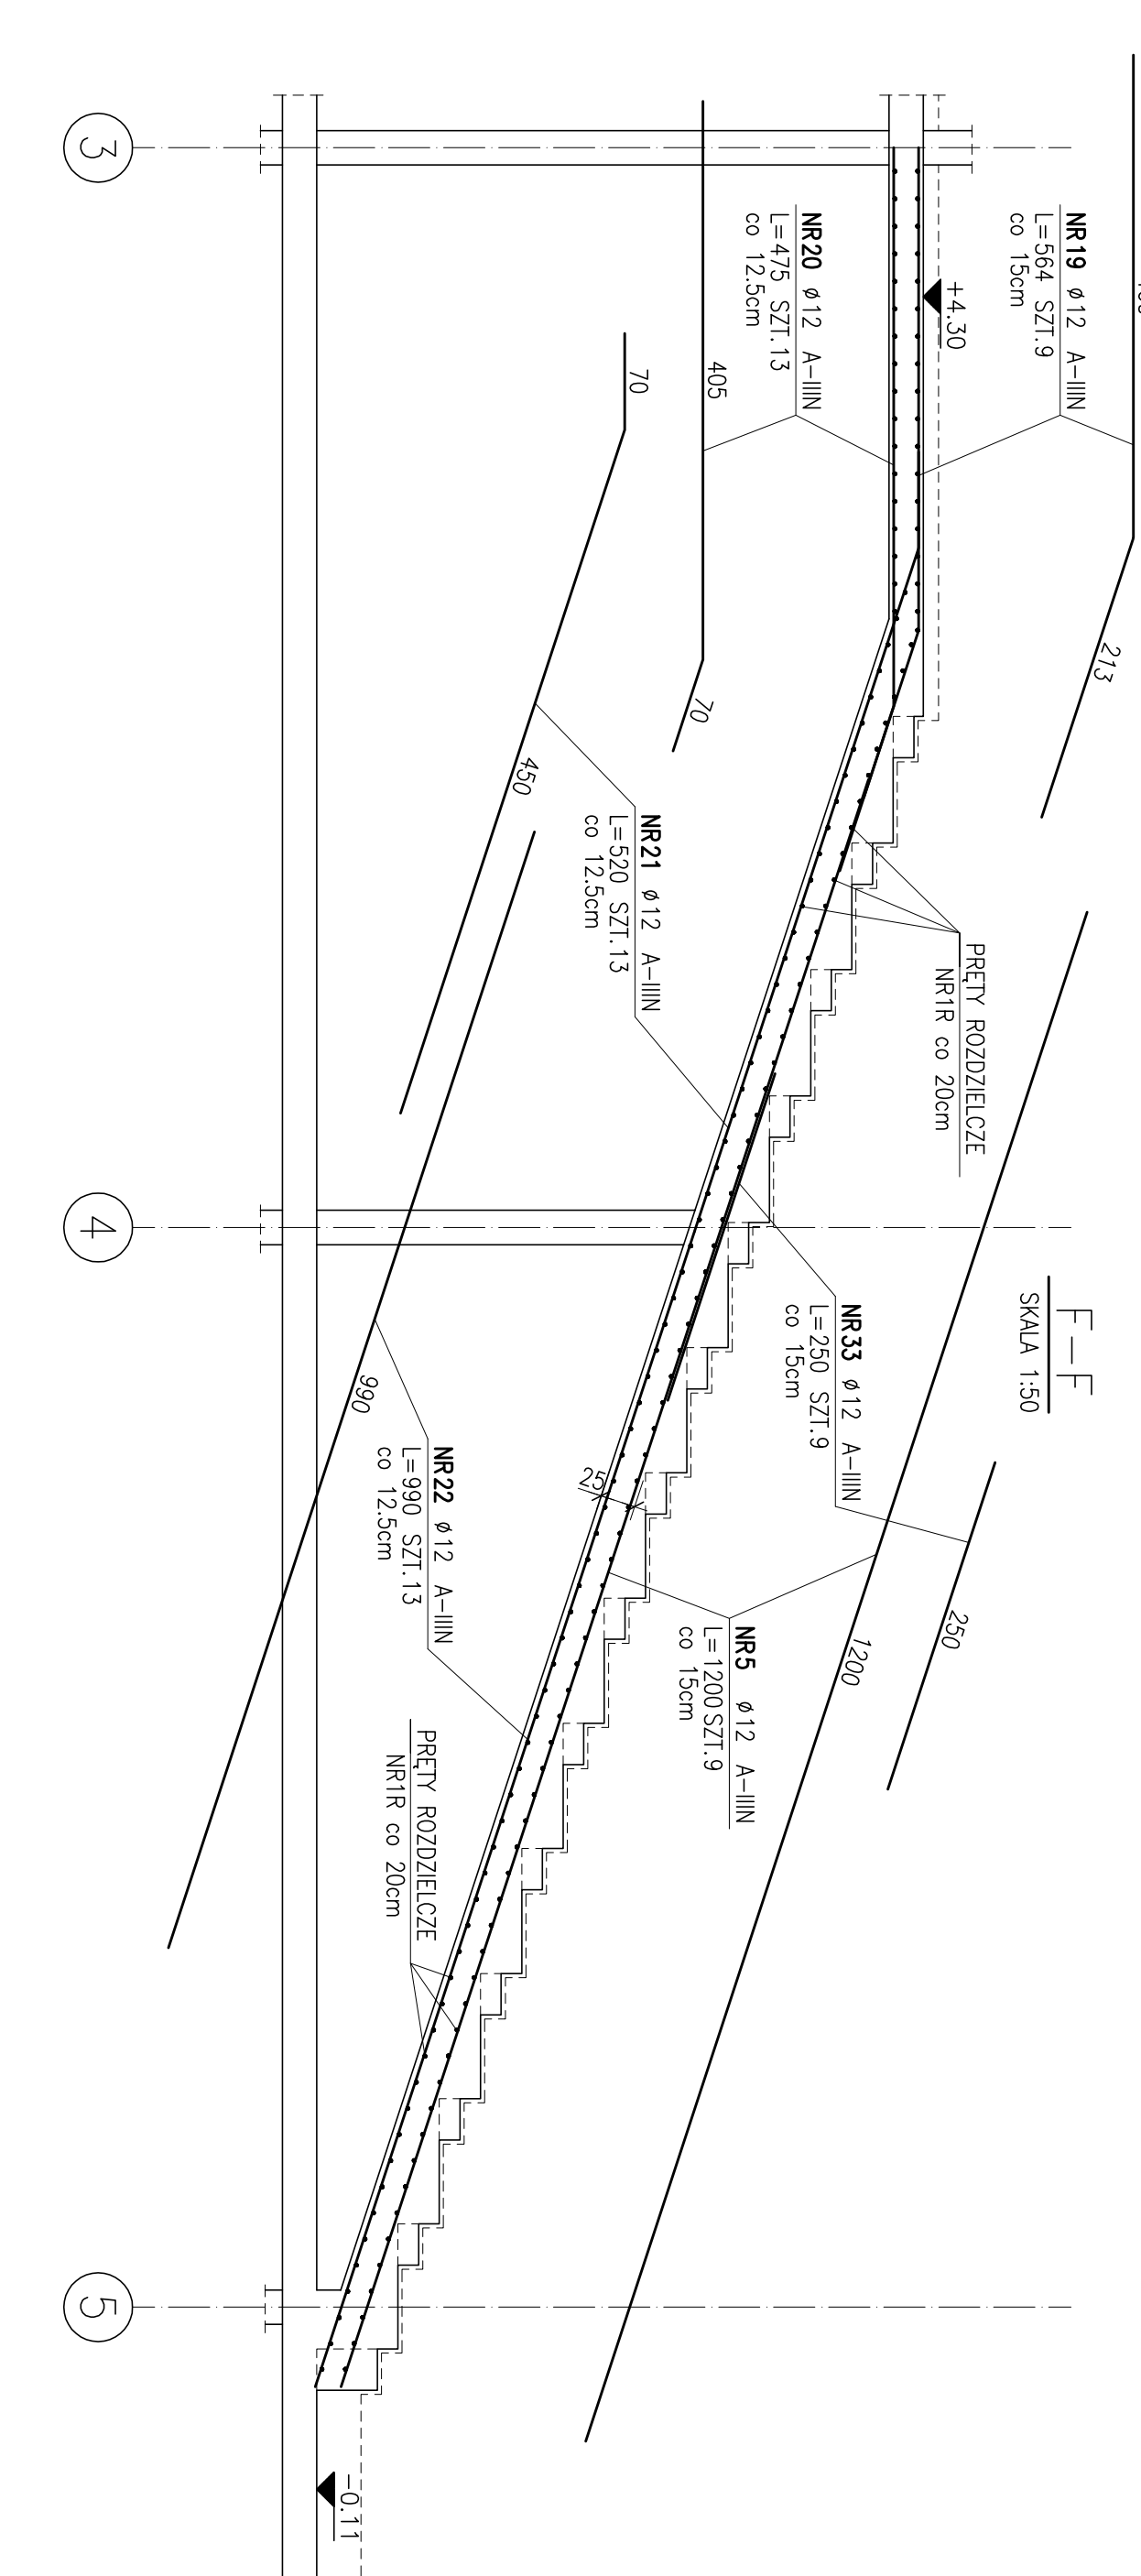 F—F
SKALA 1:50
NR19 ø12 A-IIIN
L=564 SZT.9
co 15cm
213
+4.30
NR20 ø12 A-IIIN
L=475 SZT.13
co 12.5cm
405
70
70
450
NR21 ø12 A-IIIN
L=520 SZT.13
co 12.5cm
PRĘTY ROZDZIELCZE
NR1R co 20cm
NR33 ø12 A-IIIN
L=250 SZT.9
co 15cm
250
1200
NR5 ø12 A-IIIN
L=1200 SZT.9
co 15cm
25
990
NR22 ø12 A-IIIN
L=990 SZT.13
co 12.5cm
PRĘTY ROZDZIELCZE
NR1R co 20cm
-0.11
3
4
5